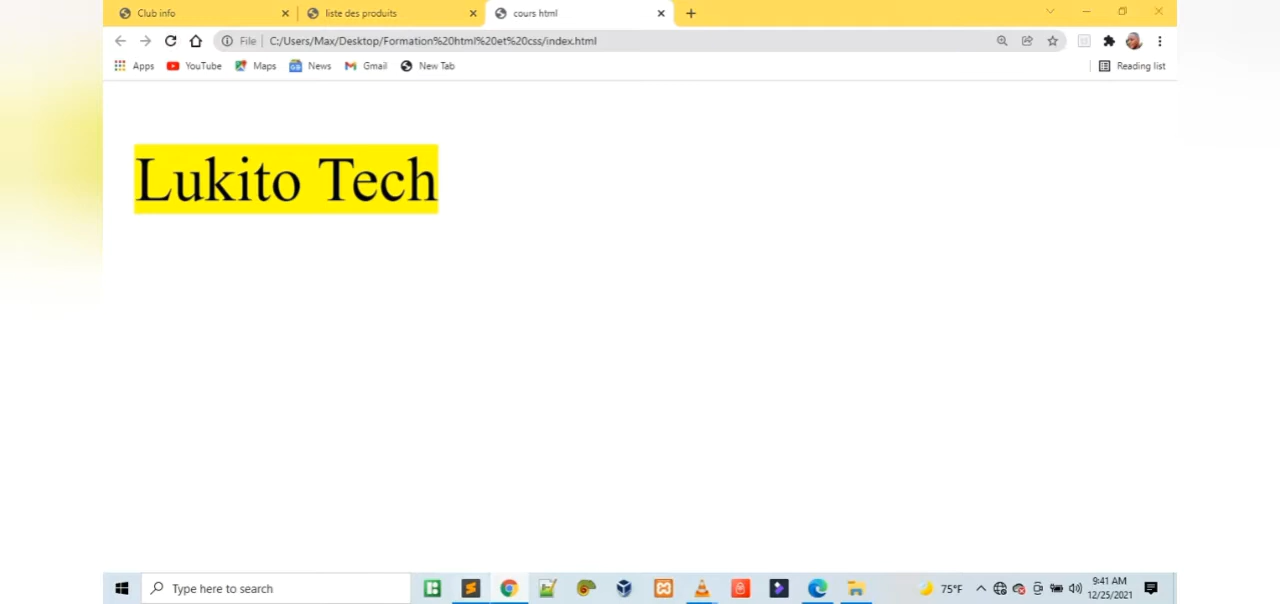 Club info
liste des produits
cours html
File
C:/Users/Max/Desktop/Formation%20html%20et%20css/index.html
Apps
YouTube
Maps
News
Gmail
New Tab
Reading list
Lukito Tech
Type here to search
75°F
9:41 AM
12/25/2021